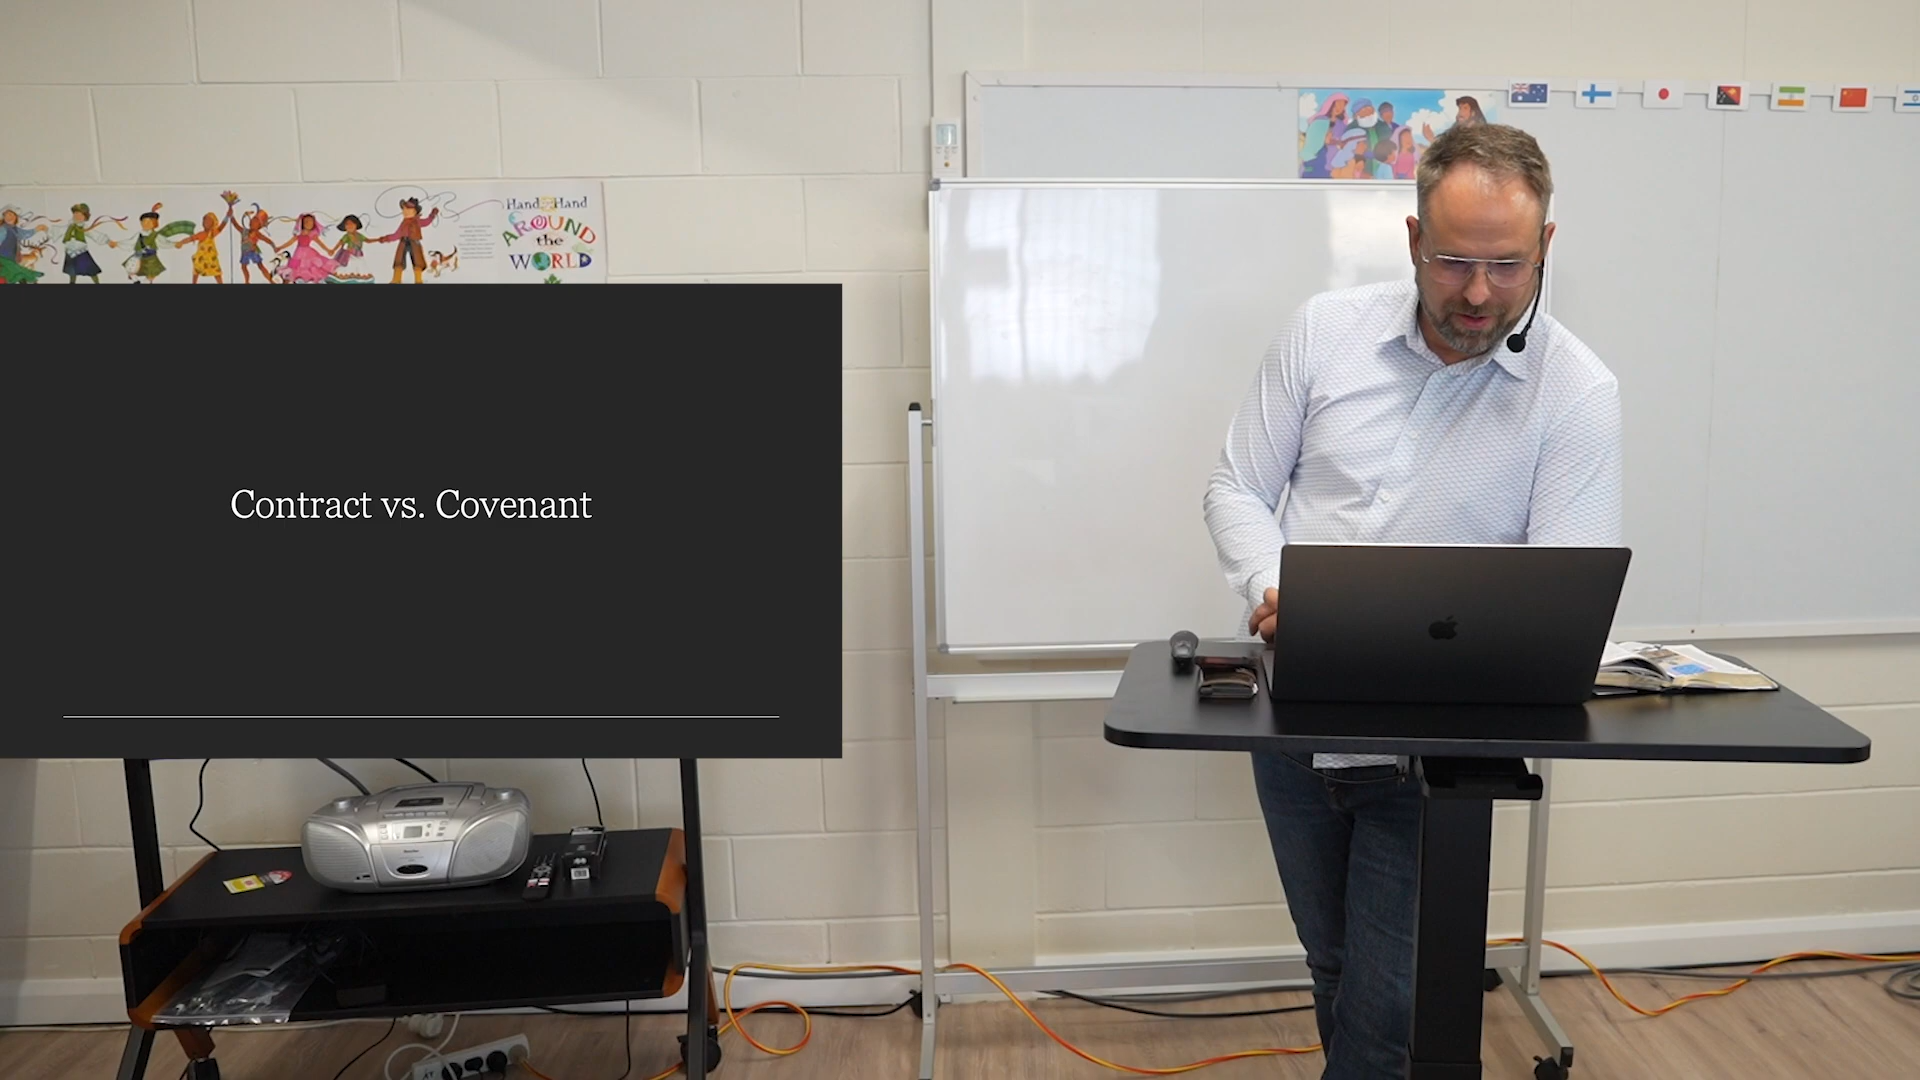 Hand in Hand
AROUND
the
WORLD
Contract vs. Covenant